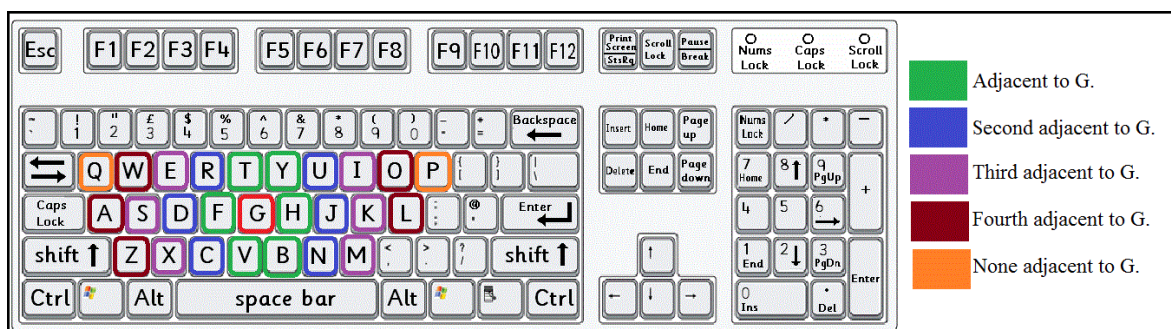 Esc F1 F2 F3 F4 F5 F6 F7 F8 F9 F10 F11 F12 Print Screen StsRq Scroll Lock Pause Break Nums Lock Caps Lock Scroll Lock
~ ` ! 1 " 2 £ 3 $ 4 % 5 ^ 6 & 7 * 8 ( 9 ) 0 - + = Backspace Insert Home Page up Nums Lock / * -
Q W E R T Y U I O P { [ } ] | \ Delete End Page down 7 Home 8 9 PgUp +
Caps Lock A S D F G H J K L : ; @ ' Enter 4 5 6
shift Z X C V B N M < , > . ? / shift 1 End 2 3 PgDn Enter
Ctrl Alt space bar Alt Ctrl 0 Ins . Del
Adjacent to G.
Second adjacent to G.
Third adjacent to G.
Fourth adjacent to G.
None adjacent to G.